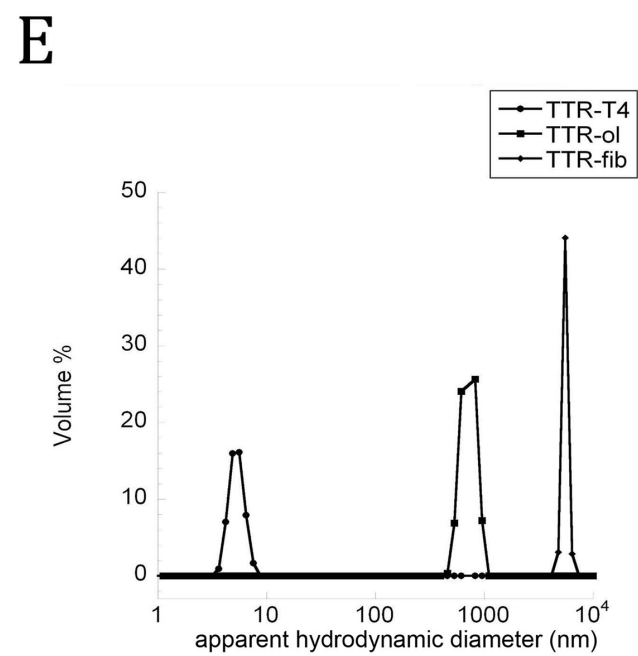 E
TTR-T4
TTR-ol
TTR-fib
50
40
30
20
10
0
Volume %
1 10 100 1000 10⁴
apparent hydrodynamic diameter (nm)